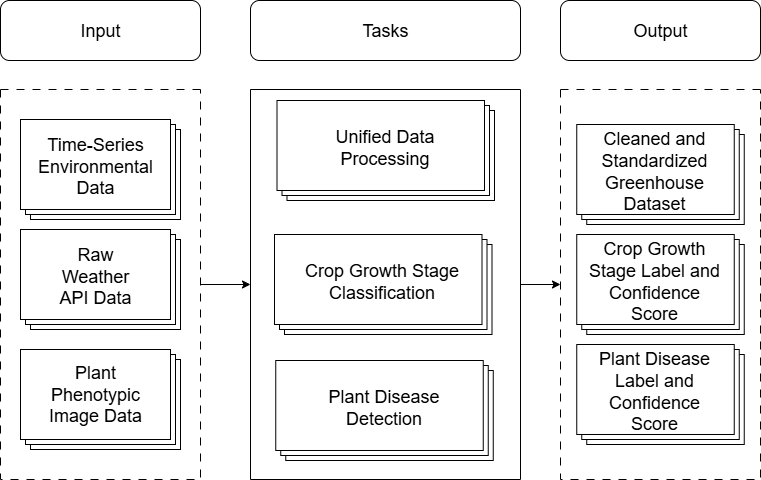 Input
Tasks
Output
Time-Series
Environmental
Data
Raw
Weather
API Data
Plant
Phenotypic
Image Data
Unified Data
Processing
Crop Growth Stage
Classification
Plant Disease
Detection
Cleaned and
Standardized
Greenhouse
Dataset
Crop Growth
Stage Label and
Confidence
Score
Plant Disease
Label and
Confidence
Score